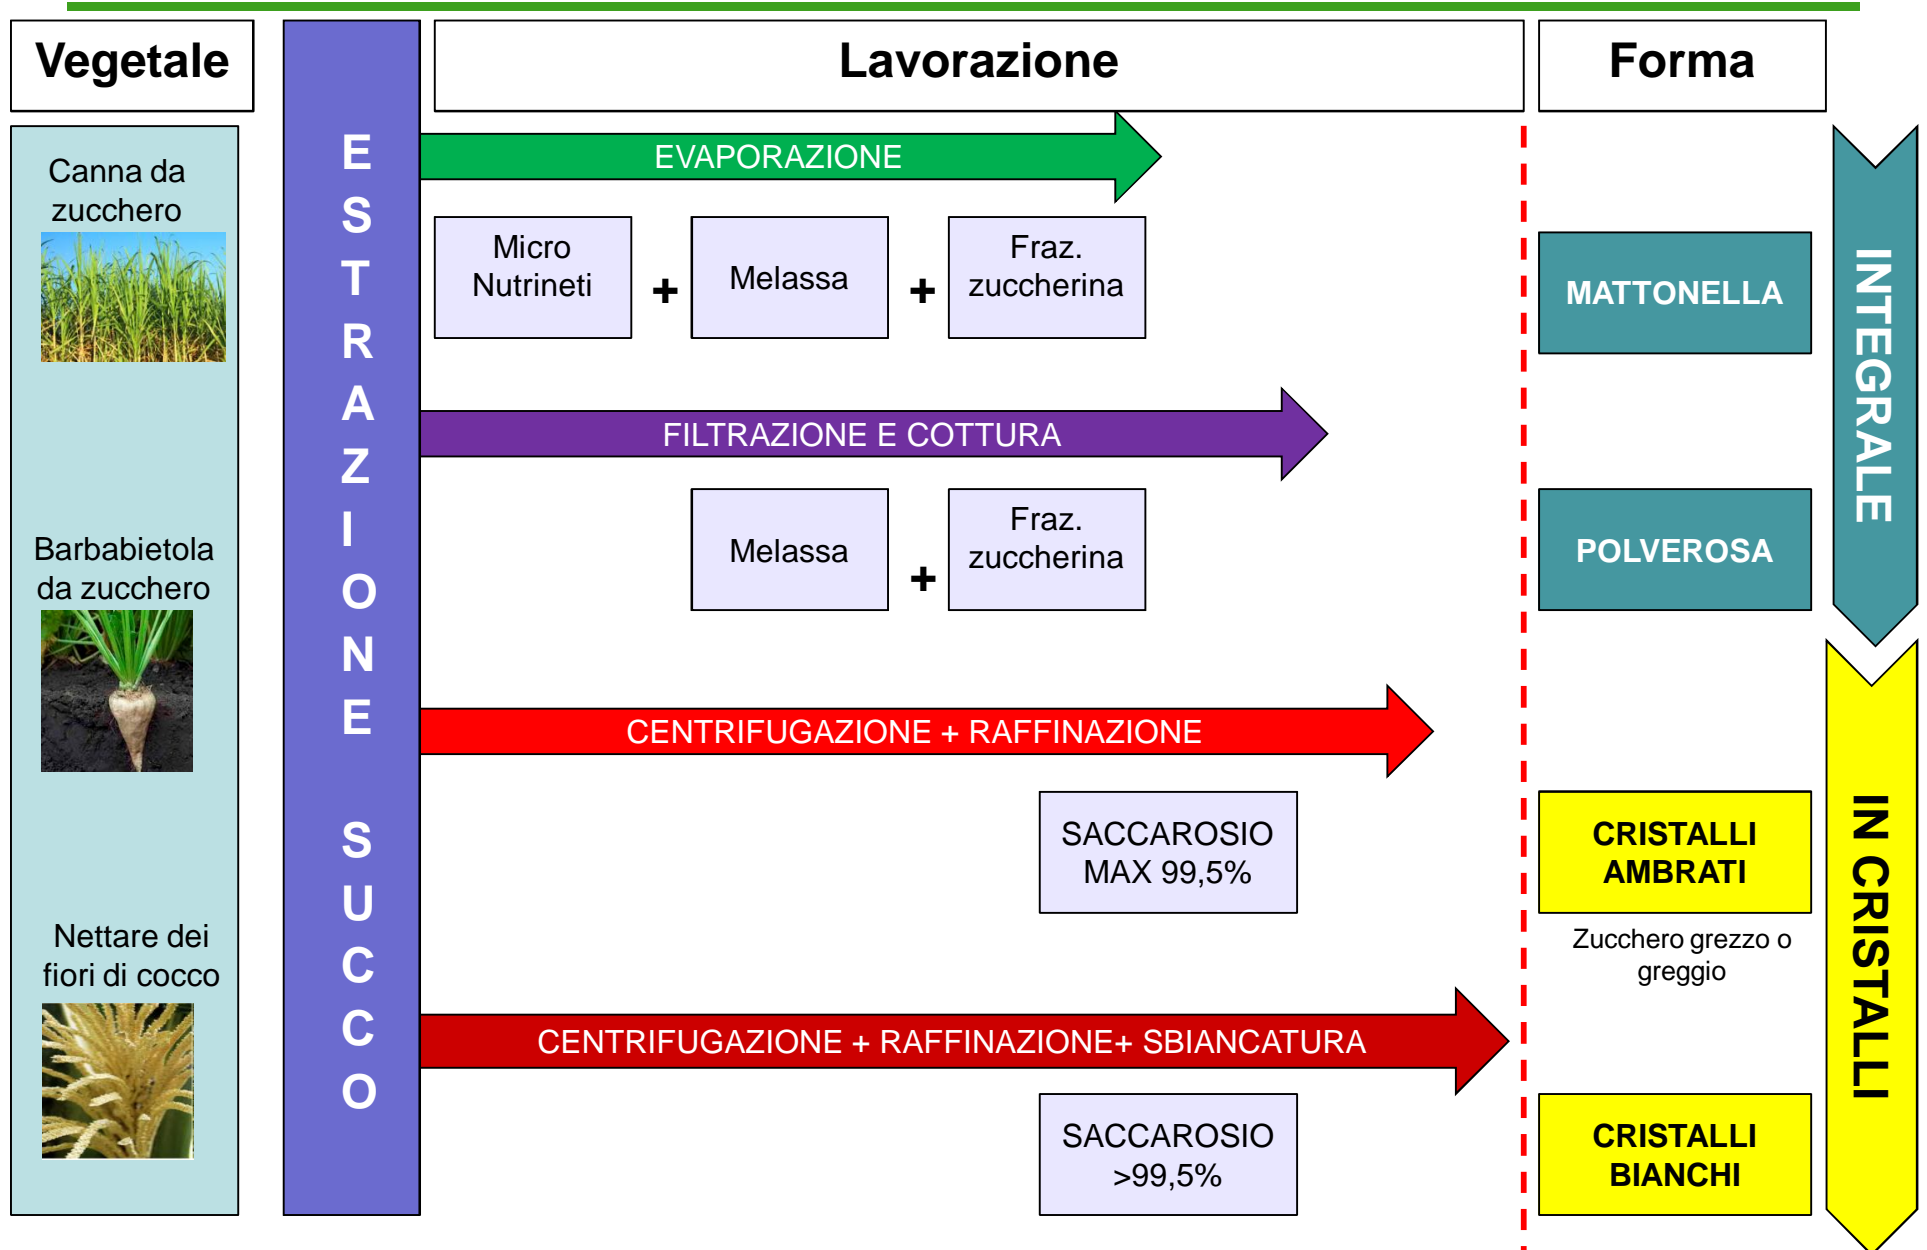 Vegetale
Lavorazione
Forma
Canna da
zucchero
Barbabietola
da zucchero
Nettare dei
fiori di cocco
ESTRAZIONE SUCCO
EVAPORAZIONE
Micro
Nutrineti
+
Melassa
+
Fraz.
zuccherina
MATTONELLA
FILTRAZIONE E COTTURA
Melassa
+
Fraz.
zuccherina
POLVEROSA
CENTRIFUGAZIONE + RAFFINAZIONE
SACCAROSIO
MAX 99,5%
CRISTALLI
AMBRATI
Zucchero grezzo o
greggio
CENTRIFUGAZIONE + RAFFINAZIONE+ SBIANCATURA
SACCAROSIO
>99,5%
CRISTALLI
BIANCHI
INTEGRALE
IN CRISTALLI